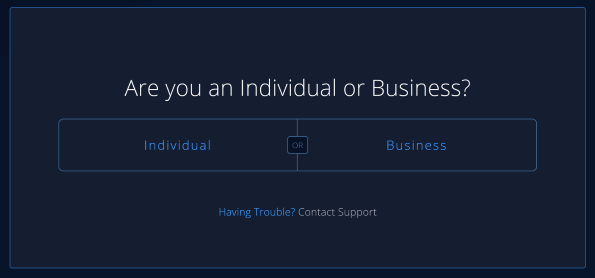 Are you an Individual or Business?
Individual OR Business
Having Trouble? Contact Support